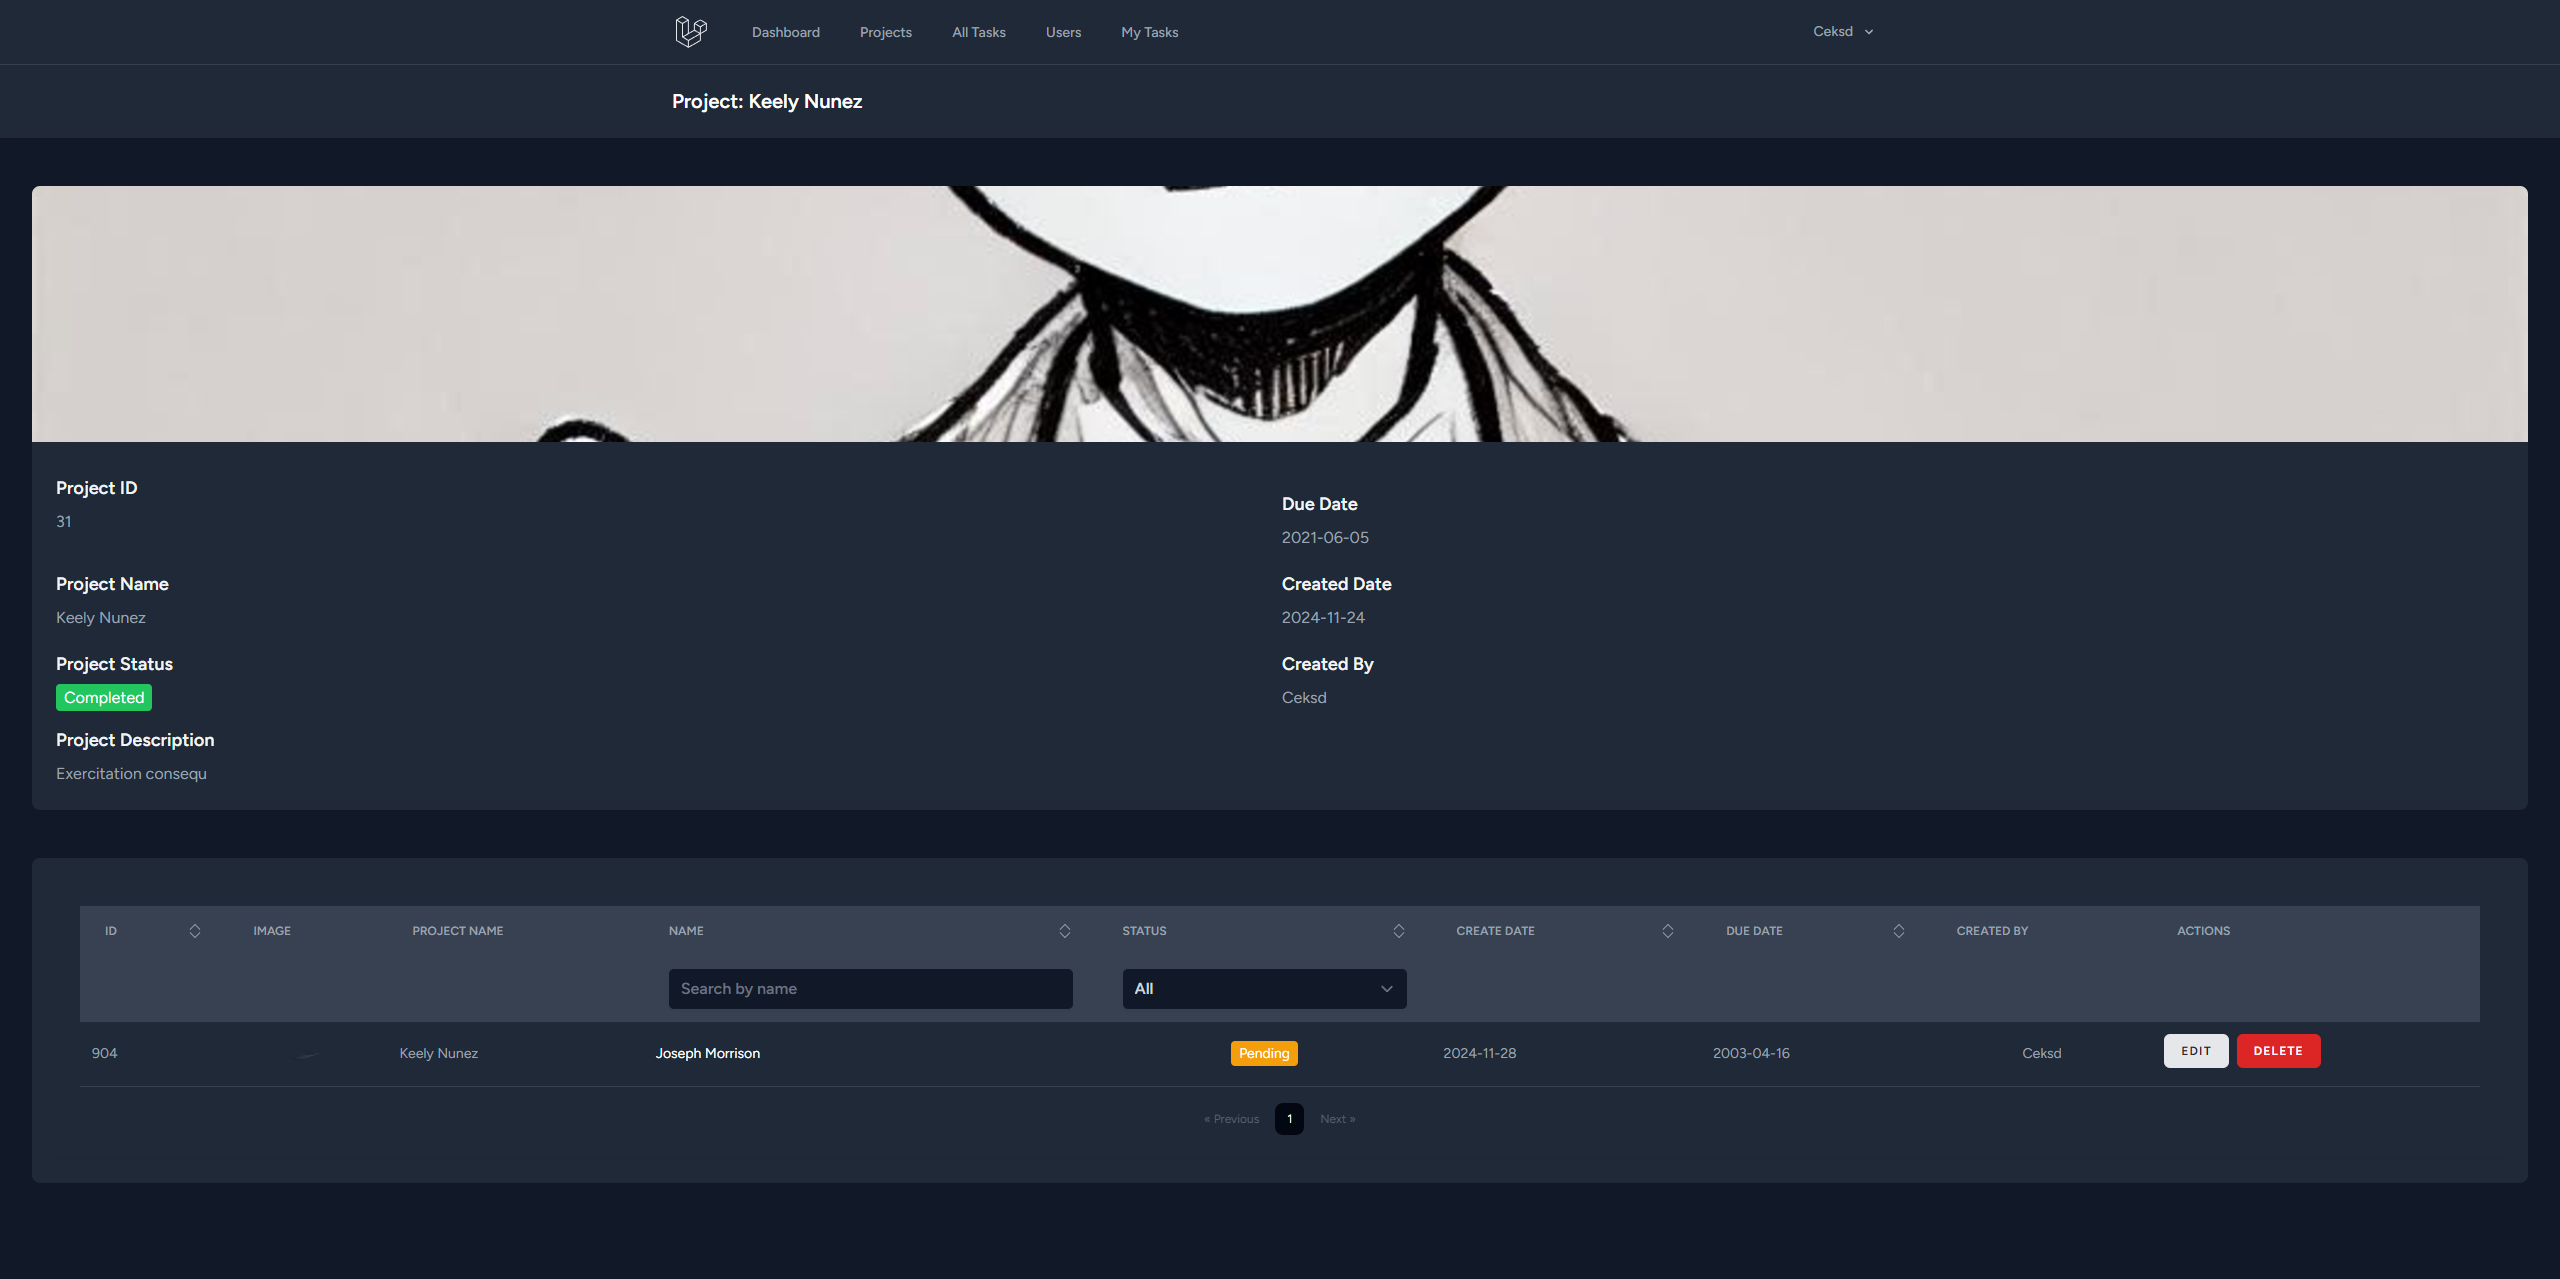 Dashboard Projects All Tasks Users My Tasks Ceksd
Project: Keely Nunez
Project ID
31
Due Date
2021-06-05
Project Name
Keely Nunez
Created Date
2024-11-24
Project Status
Completed
Created By
Ceksd
Project Description
Exercitation consequ
ID IMAGE PROJECT NAME NAME STATUS CREATE DATE DUE DATE CREATED BY ACTIONS
Search by name All
904 Keely Nunez Joseph Morrison Pending 2024-11-28 2003-04-16 Ceksd EDIT DELETE
« Previous 1 Next »